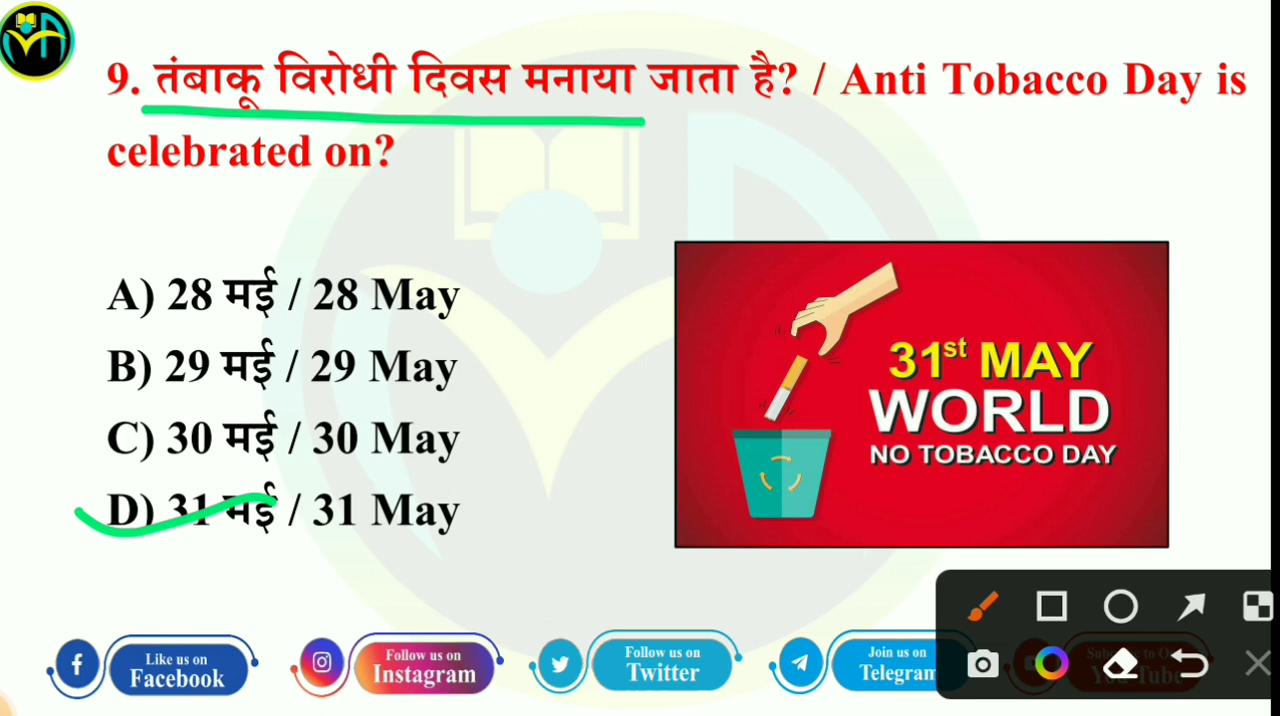 9. तंबाकू विरोधी दिवस मनाया जाता है? / Anti Tobacco Day is
celebrated on?
A) 28 मई / 28 May
B) 29 मई / 29 May
C) 30 मई / 30 May
D) 31 मई / 31 May
31st MAY
WORLD
NO TOBACCO DAY
Like us on
Facebook
Follow us on
Instagram
Follow us on
Twitter
Join us on
Telegram